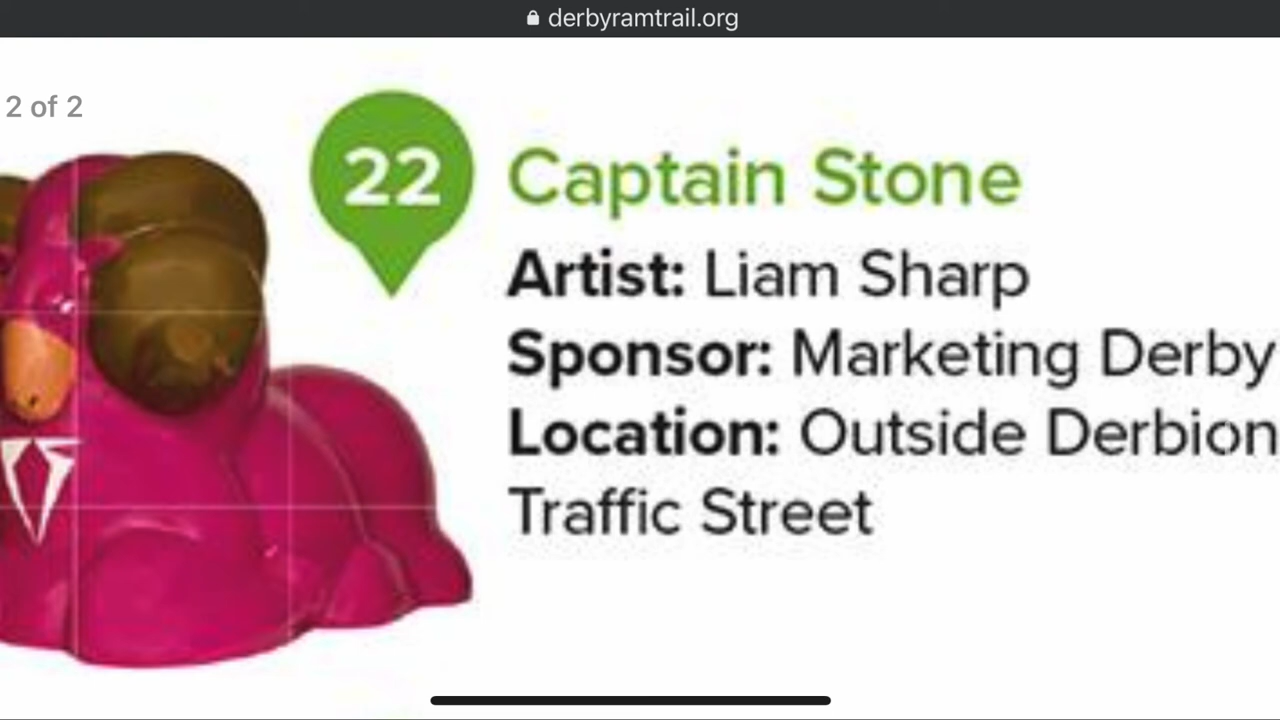 derbyramtrail.org
2 of 2
22
Captain Stone
Artist: Liam Sharp
Sponsor: Marketing Derby
Location: Outside Derbion
Traffic Street